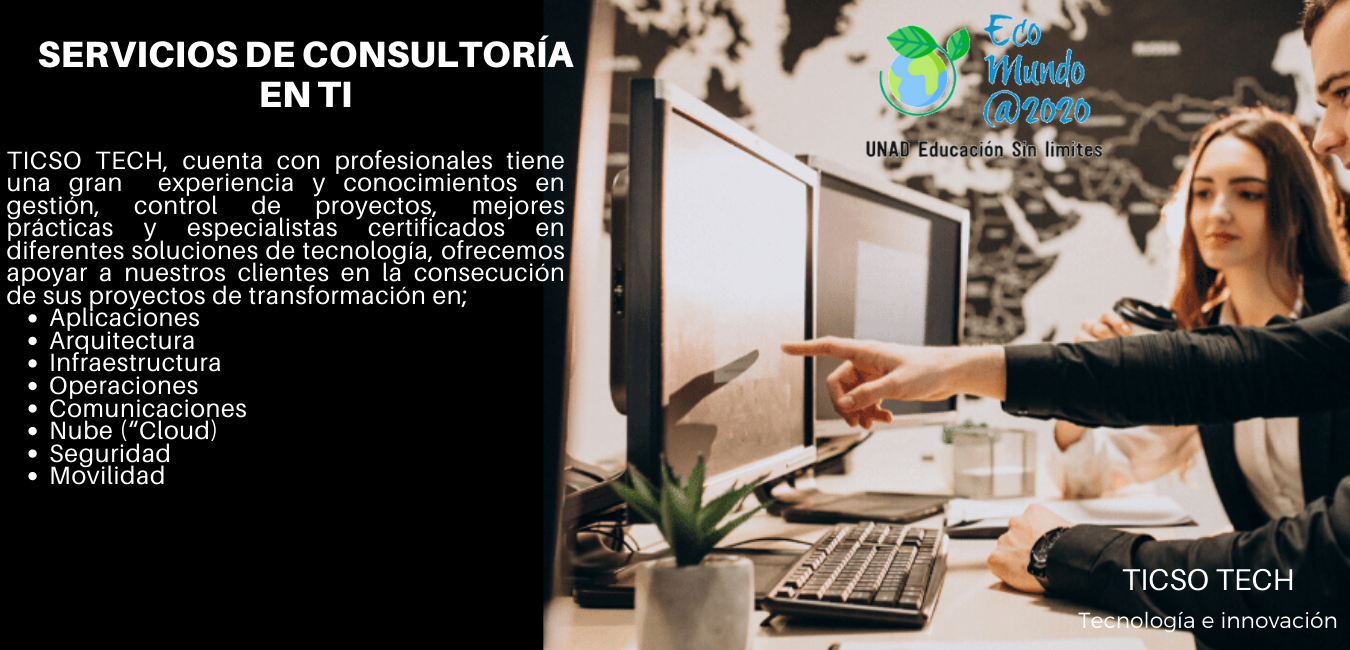 SERVICIOS DE CONSULTORÍA
EN TI
TICSO TECH, cuenta con profesionales tiene
una gran experiencia y conocimientos en
gestión, control de proyectos, mejores
prácticas y especialistas certificados en
diferentes soluciones de tecnología, ofrecemos
apoyar a nuestros clientes en la consecución
de sus proyectos de transformación en;
• Aplicaciones
• Arquitectura
• Infraestructura
• Operaciones
• Comunicaciones
• Nube (“Cloud)
• Seguridad
• Movilidad
Eco
Mundo
@2020
UNAD Educación Sin limites
RUSSIA
TICSO TECH
Tecnología e innovación